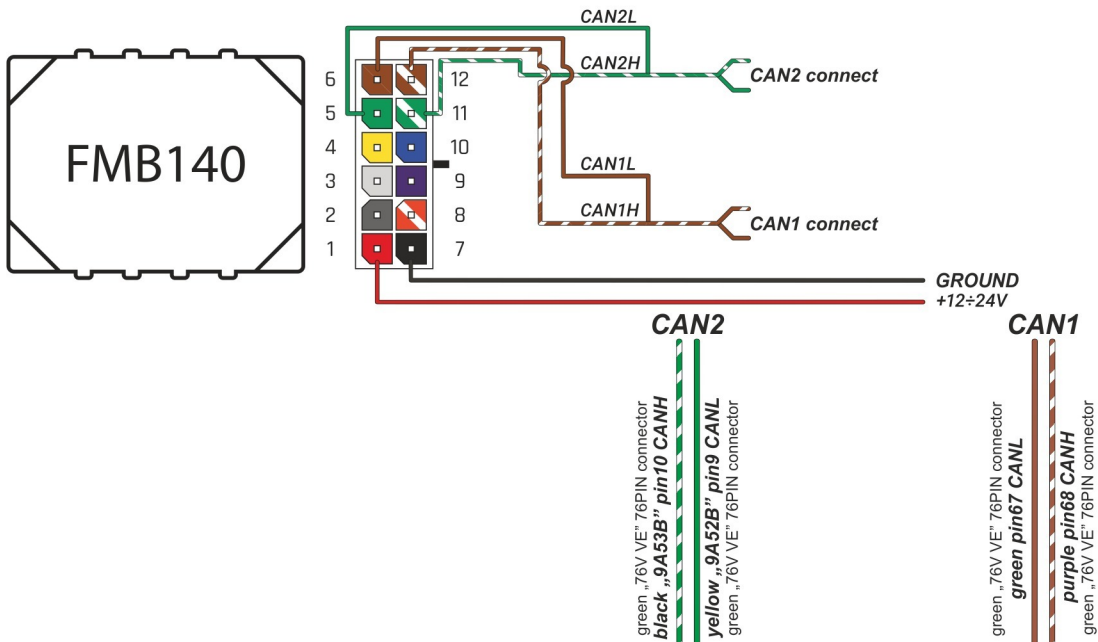 CAN2L
CAN2H
CAN2 connect
FMB140
6 12
5 11
4 10
3 9
2 8
1 7
CAN1L
CAN1H
CAN1 connect
GROUND
+12÷24V
CAN2
green „76V VE” 76PIN connector
black „9A53B” pin10 CANH
yellow „9A52B” pin9 CANL
green „76V VE” 76PIN connector
CAN1
green „76V VE” 76PIN connector
green pin67 CANL
purple pin68 CANH
green „76V VE” 76PIN connector